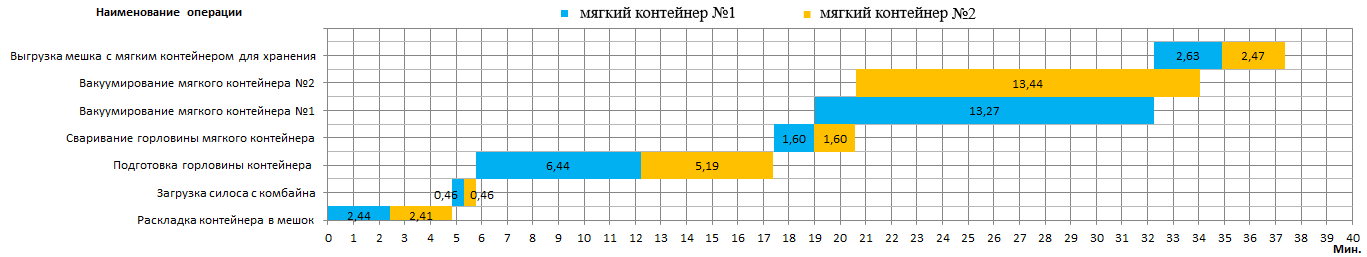 Наименование операции
мягкий контейнер №1 мягкий контейнер №2
Выгрузка мешка с мягким контейнером для хранения 2,63 2,47
Вакуумирование мягкого контейнера №2 13,44
Вакуумирование мягкого контейнера №1 13,27
Сваривание горловины мягкого контейнера 1,60 1,60
Подготовка горловины контейнера 6,44 5,19
Загрузка силоса с комбайна 0,46 0,46
Раскладка контейнера в мешок 2,44 2,41
0 1 2 3 4 5 6 7 8 9 10 11 12 13 14 15 16 17 18 19 20 21 22 23 24 25 26 27 28 29 30 31 32 33 34 35 36 37 38 39 40
Мин.